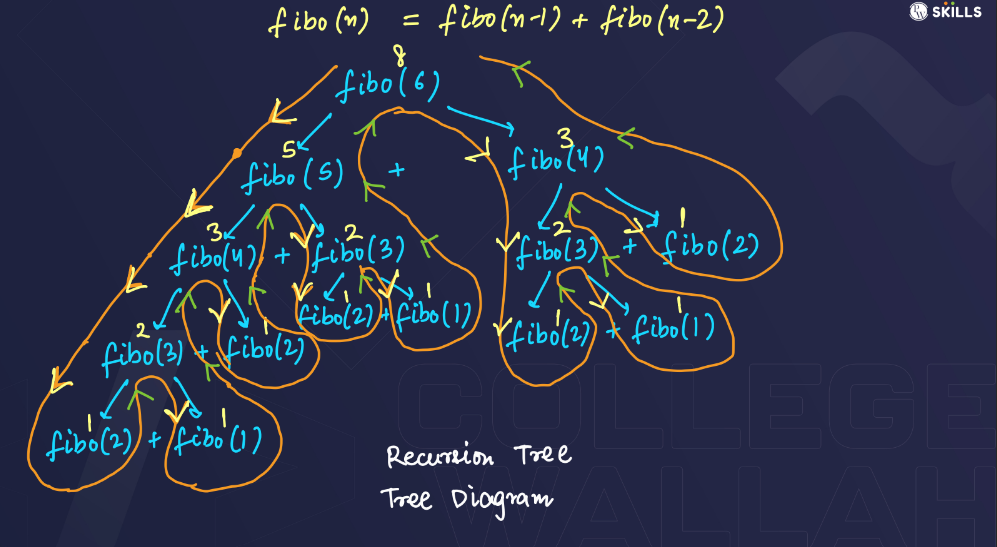 fibo(n) = fibo(n-1) + fibo(n-2)
PW SKILLS
8
fibo(6)
5 3
fibo(5) + fibo(4)
3 2 2 1
fibo(4) + fibo(3) fibo(3) + fibo(2)
2 1 1 1 1 1
fibo(3) + fibo(2) fibo(2) + fibo(1) fibo(2) + fibo(1)
1 1
fibo(2) + fibo(1)
Recursion Tree
Tree Diagram
COLLEGE
WALLAH